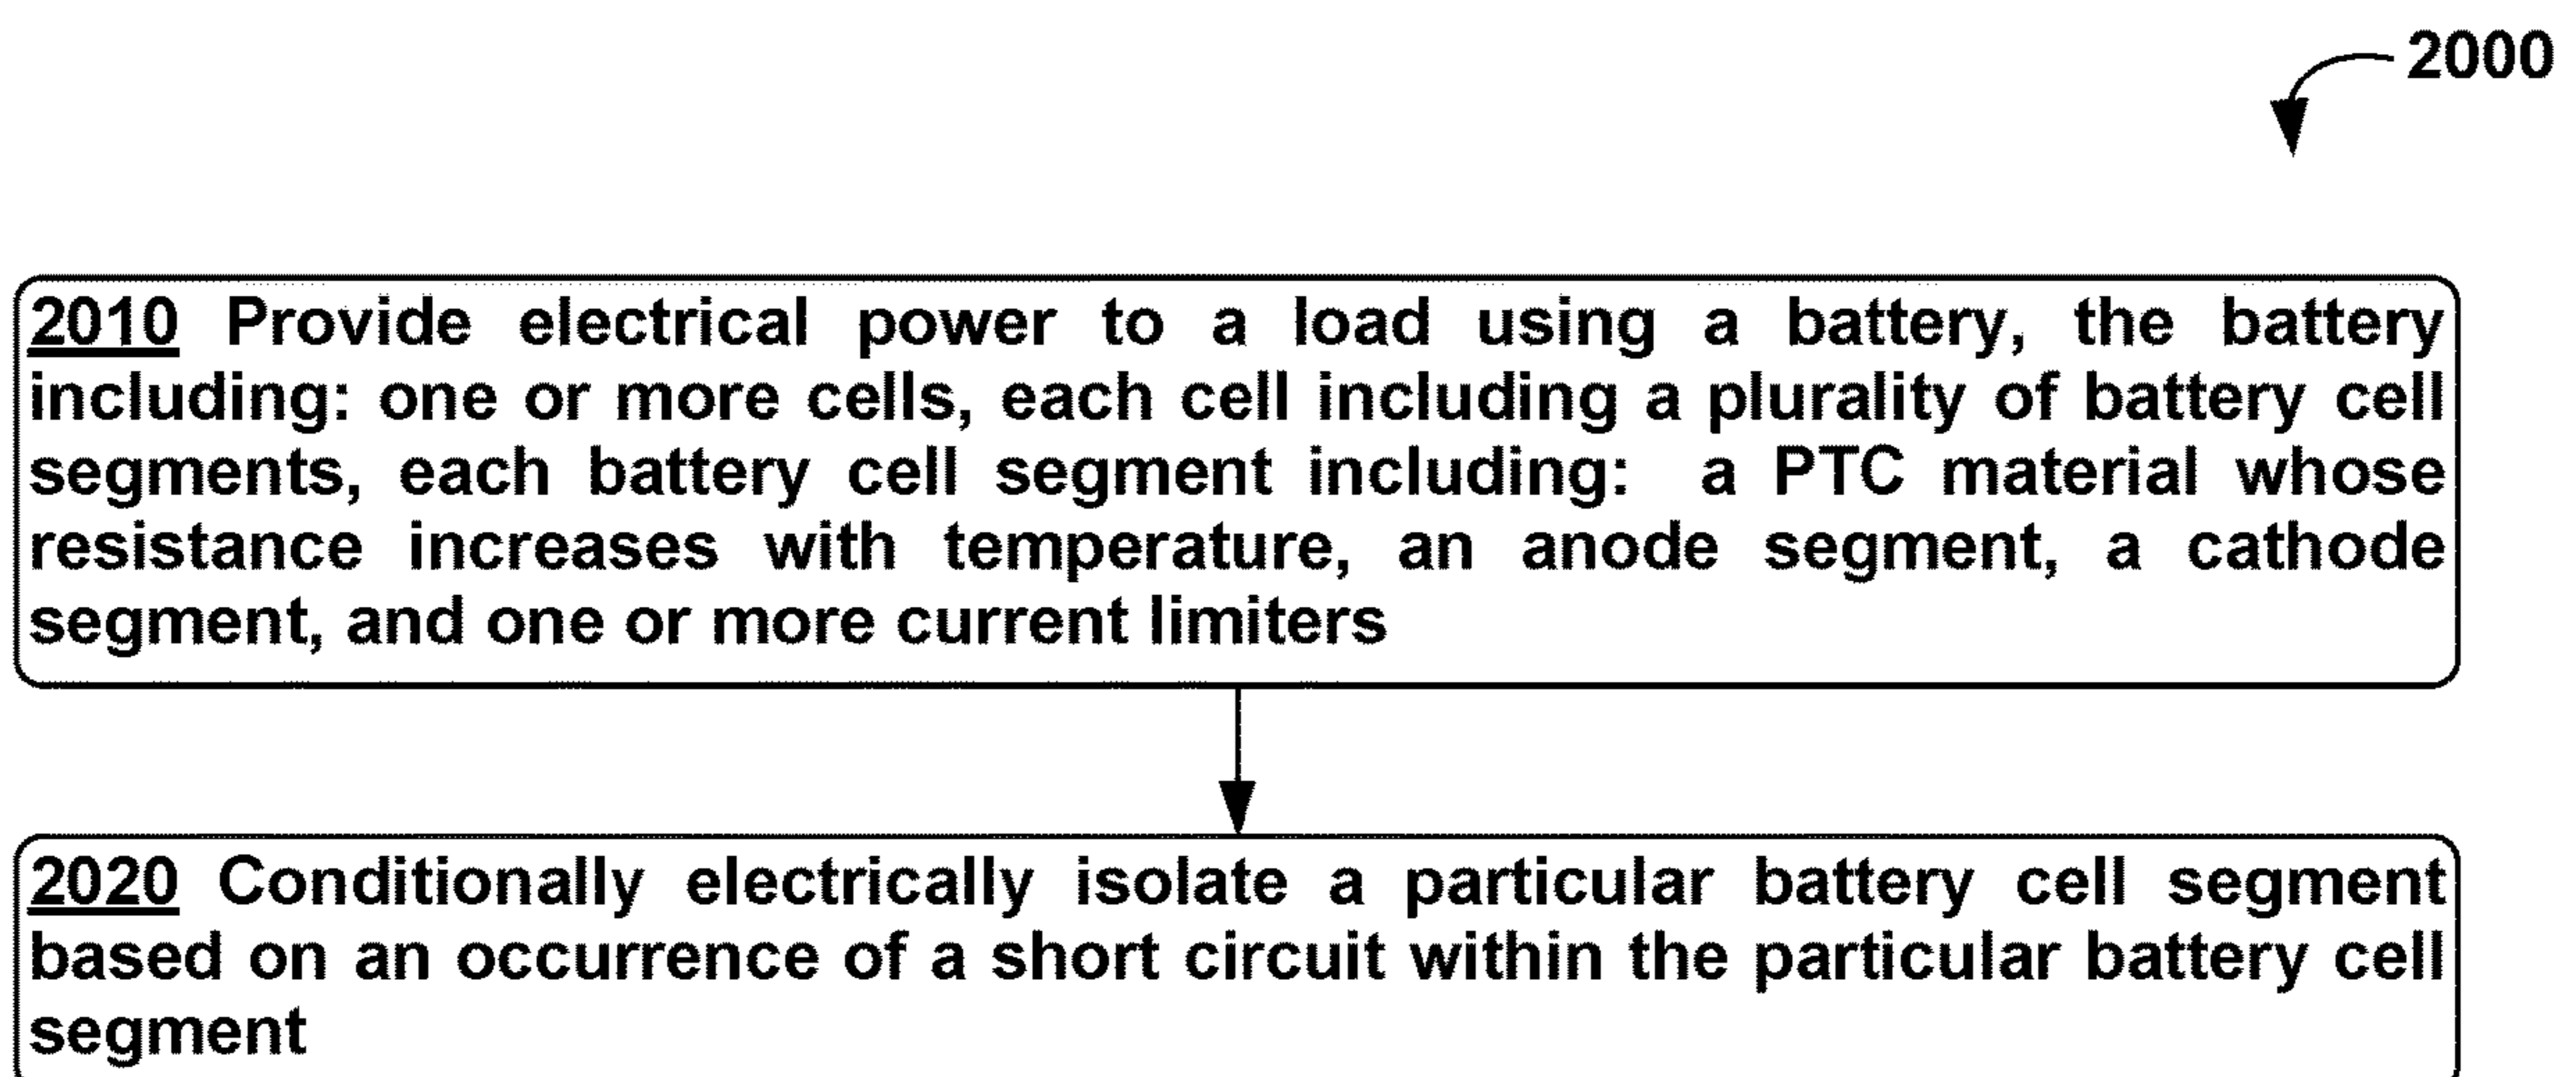 2000
2010 Provide electrical power to a load using a battery, the battery
including: one or more cells, each cell including a plurality of battery cell
segments, each battery cell segment including: a PTC material whose
resistance increases with temperature, an anode segment, a cathode
segment, and one or more current limiters
2020 Conditionally electrically isolate a particular battery cell segment
based on an occurrence of a short circuit within the particular battery cell
segment